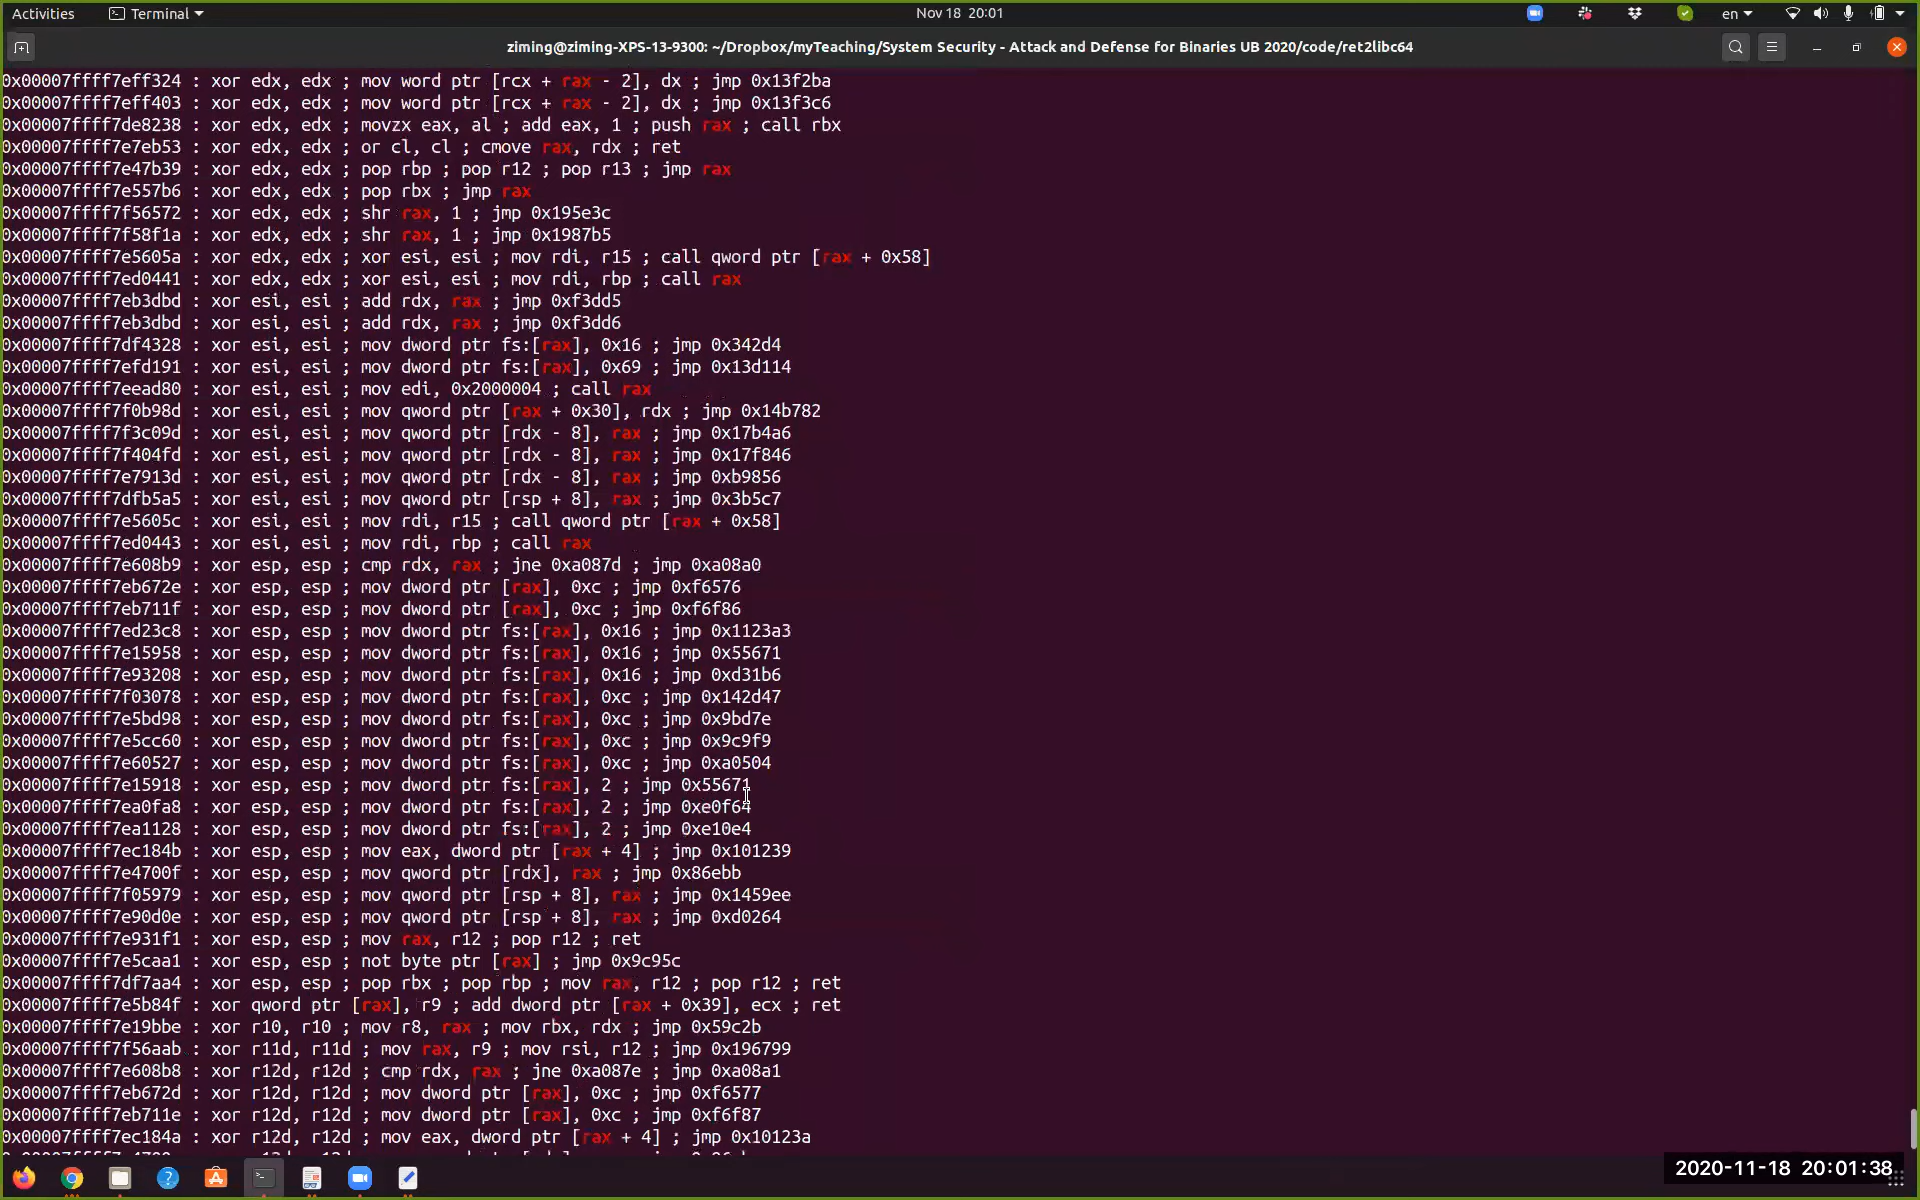 Activities
Terminal
Nov 18 20:01
en
ziming@ziming-XPS-13-9300: ~/Dropbox/myTeaching/System Security - Attack and Defense for Binaries UB 2020/code/ret2libc64
0x00007ffff7eff324 : xor edx, edx ; mov word ptr [rcx + rax - 2], dx ; jmp 0x13f2ba
0x00007ffff7eff403 : xor edx, edx ; mov word ptr [rcx + rax - 2], dx ; jmp 0x13f3c6
0x00007ffff7de8238 : xor edx, edx ; movzx eax, al ; add eax, 1 ; push rax ; call rbx
0x00007ffff7e7eb53 : xor edx, edx ; or cl, cl ; cmove rax, rdx ; ret
0x00007ffff7e47b39 : xor edx, edx ; pop rbp ; pop r12 ; pop r13 ; jmp rax
0x00007ffff7e557b6 : xor edx, edx ; pop rbx ; jmp rax
0x00007ffff7f56572 : xor edx, edx ; shr rax, 1 ; jmp 0x195e3c
0x00007ffff7f58f1a : xor edx, edx ; shr rax, 1 ; jmp 0x1987b5
0x00007ffff7e5605a : xor edx, edx ; xor esi, esi ; mov rdi, r15 ; call qword ptr [rax + 0x58]
0x00007ffff7ed0441 : xor edx, edx ; xor esi, esi ; mov rdi, rbp ; call rax
0x00007ffff7eb3dbd : xor esi, esi ; add rdx, rax ; jmp 0xf3dd5
0x00007ffff7eb3dbd : xor esi, esi ; add rdx, rax ; jmp 0xf3dd6
0x00007ffff7df4328 : xor esi, esi ; mov dword ptr fs:[rax], 0x16 ; jmp 0x342d4
0x00007ffff7efd191 : xor esi, esi ; mov dword ptr fs:[rax], 0x69 ; jmp 0x13d114
0x00007ffff7eead80 : xor esi, esi ; mov edi, 0x2000004 ; call rax
0x00007ffff7f0b98d : xor esi, esi ; mov qword ptr [rax + 0x30], rdx ; jmp 0x14b782
0x00007ffff7f3c09d : xor esi, esi ; mov qword ptr [rdx - 8], rax ; jmp 0x17b4a6
0x00007ffff7f404fd : xor esi, esi ; mov qword ptr [rdx - 8], rax ; jmp 0x17f846
0x00007ffff7e7913d : xor esi, esi ; mov qword ptr [rdx - 8], rax ; jmp 0xb9856
0x00007ffff7dfb5a5 : xor esi, esi ; mov qword ptr [rsp + 8], rax ; jmp 0x3b5c7
0x00007ffff7e5605c : xor esi, esi ; mov rdi, r15 ; call qword ptr [rax + 0x58]
0x00007ffff7ed0443 : xor esi, esi ; mov rdi, rbp ; call rax
0x00007ffff7e608b9 : xor esp, esp ; cmp rdx, rax ; jne 0xa087d ; jmp 0xa08a0
0x00007ffff7eb672e : xor esp, esp ; mov dword ptr [rax], 0xc ; jmp 0xf6576
0x00007ffff7eb711f : xor esp, esp ; mov dword ptr [rax], 0xc ; jmp 0xf6f86
0x00007ffff7ed23c8 : xor esp, esp ; mov dword ptr fs:[rax], 0x16 ; jmp 0x1123a3
0x00007ffff7e15958 : xor esp, esp ; mov dword ptr fs:[rax], 0x16 ; jmp 0x55671
0x00007ffff7e93208 : xor esp, esp ; mov dword ptr fs:[rax], 0x16 ; jmp 0xd31b6
0x00007ffff7f03078 : xor esp, esp ; mov dword ptr fs:[rax], 0xc ; jmp 0x142d47
0x00007ffff7e5bd98 : xor esp, esp ; mov dword ptr fs:[rax], 0xc ; jmp 0x9bd7e
0x00007ffff7e5cc60 : xor esp, esp ; mov dword ptr fs:[rax], 0xc ; jmp 0x9c9f9
0x00007ffff7e60527 : xor esp, esp ; mov dword ptr fs:[rax], 0xc ; jmp 0xa0504
0x00007ffff7e15918 : xor esp, esp ; mov dword ptr fs:[rax], 2 ; jmp 0x55671
0x00007ffff7ea0fa8 : xor esp, esp ; mov dword ptr fs:[rax], 2 ; jmp 0xe0f64
0x00007ffff7ea1128 : xor esp, esp ; mov dword ptr fs:[rax], 2 ; jmp 0xe10e4
0x00007ffff7ec184b : xor esp, esp ; mov eax, dword ptr [rax + 4] ; jmp 0x101239
0x00007ffff7e4700f : xor esp, esp ; mov qword ptr [rdx], rax ; jmp 0x86ebb
0x00007ffff7f05979 : xor esp, esp ; mov qword ptr [rsp + 8], rax ; jmp 0x1459ee
0x00007ffff7e90d0e : xor esp, esp ; mov qword ptr [rsp + 8], rax ; jmp 0xd0264
0x00007ffff7e931f1 : xor esp, esp ; mov rax, r12 ; pop r12 ; ret
0x00007ffff7e5caa1 : xor esp, esp ; not byte ptr [rax] ; jmp 0x9c95c
0x00007ffff7df7aa4 : xor esp, esp ; pop rbx ; pop rbp ; mov rax, r12 ; pop r12 ; ret
0x00007ffff7e5b84f : xor qword ptr [rax], r9 ; add dword ptr [rax + 0x39], ecx ; ret
0x00007ffff7e19bbe : xor r10, r10 ; mov r8, rax ; mov rbx, rdx ; jmp 0x59c2b
0x00007ffff7f56aab : xor r11d, r11d ; mov rax, r9 ; mov rsi, r12 ; jmp 0x196799
0x00007ffff7e608b8 : xor r12d, r12d ; cmp rdx, rax ; jne 0xa087e ; jmp 0xa08a1
0x00007ffff7eb672d : xor r12d, r12d ; mov dword ptr [rax], 0xc ; jmp 0xf6577
0x00007ffff7eb711e : xor r12d, r12d ; mov dword ptr [rax], 0xc ; jmp 0xf6f87
0x00007ffff7ec184a : xor r12d, r12d ; mov eax, dword ptr [rax + 4] ; jmp 0x10123a
2020-11-18 20:01:38